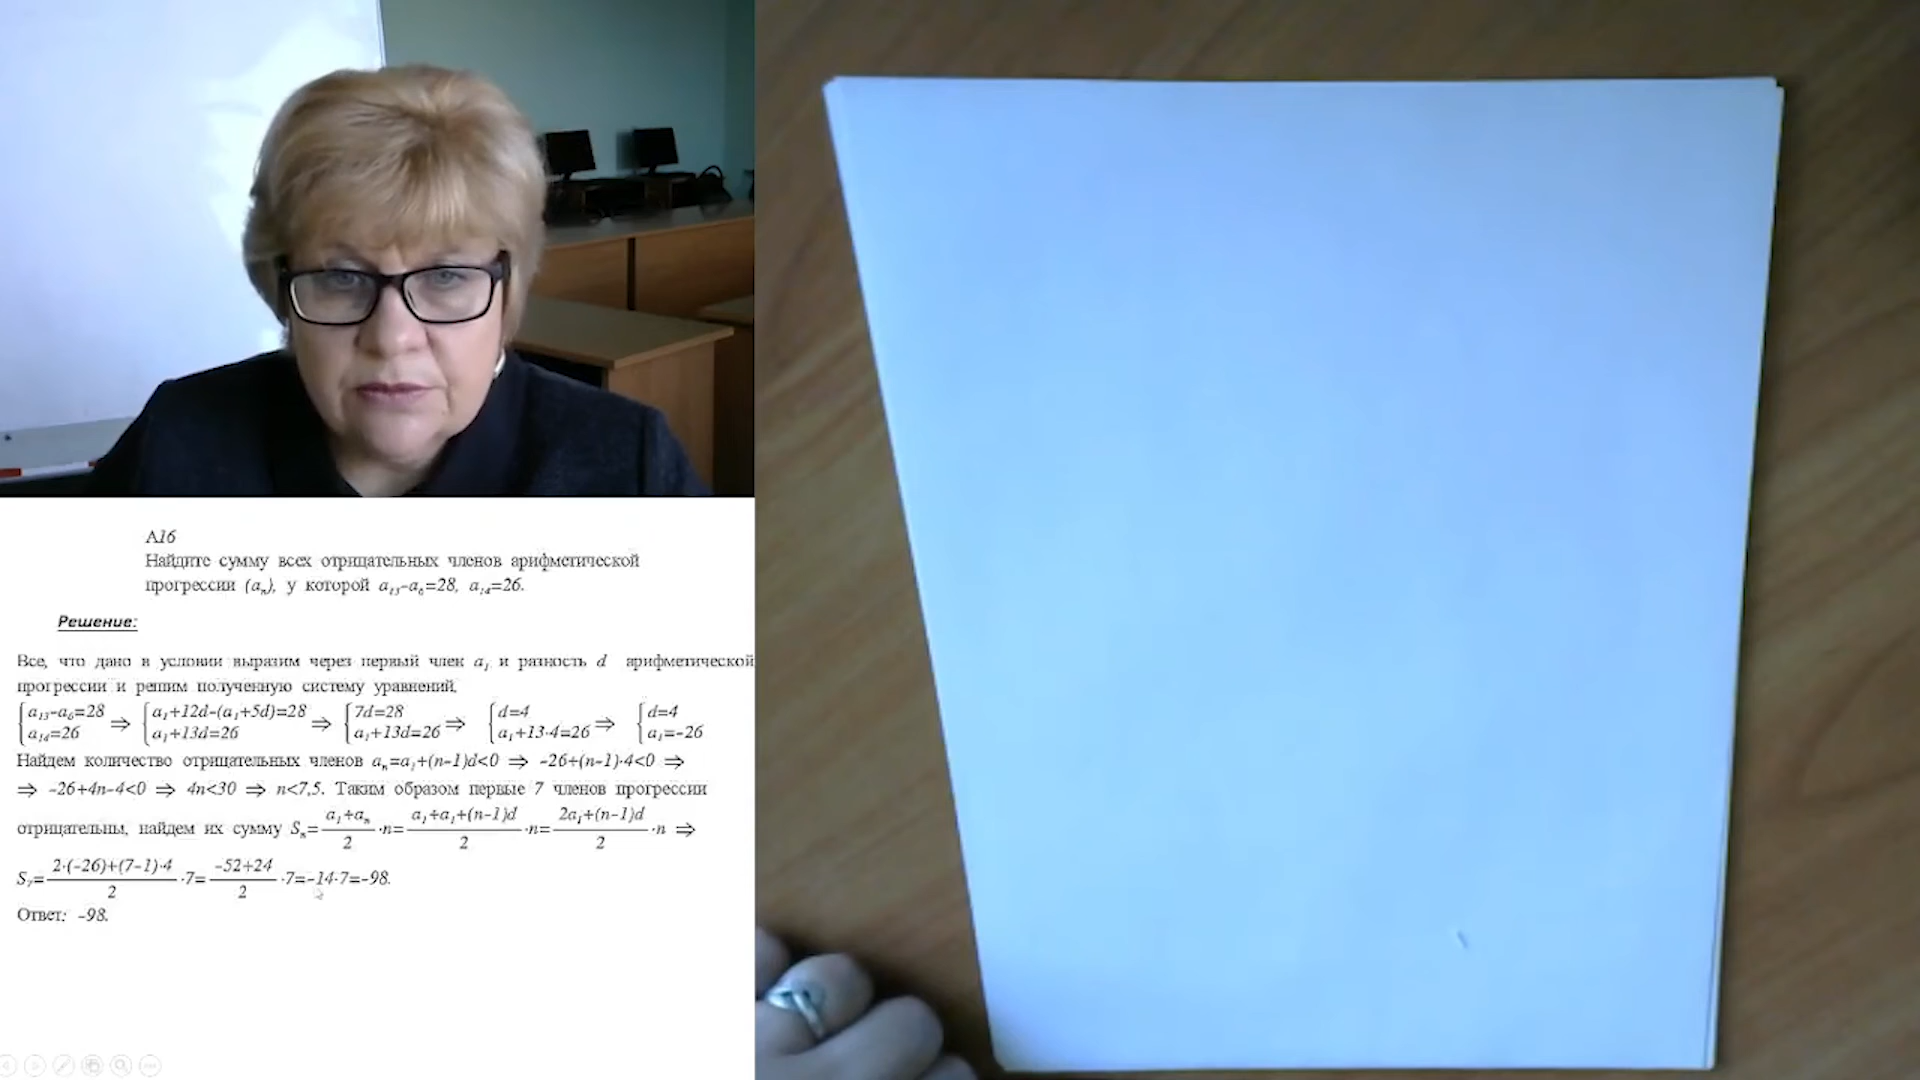 А16
Найдите сумму всех отрицательных членов арифметической
прогрессии (aₙ), у которой a₁₃-a₆=28, a₁₄=26.
Решение:
Все, что дано в условии выразим через первый член a₁ и разность d арифметической
прогрессии и решим полученную систему уравнений,
{a₁₃-a₆=28 a₁₄=26 ⇒ {a₁+12d-(a₁+5d)=28 a₁+13d=26 ⇒ {7d=28 a₁+13d=26 ⇒ {d=4 a₁+13·4=26 ⇒ {d=4 a₁=-26
Найдем количество отрицательных членов aₙ=a₁+(n-1)d<0 ⇒ -26+(n-1)·4<0 ⇒
⇒ -26+4n-4<0 ⇒ 4n<30 ⇒ n<7,5. Таким образом первые 7 членов прогрессии
отрицательны, найдем их сумму Sₙ=(a₁+aₙ)/2·n=(a₁+a₁+(n-1)d)/2·n=(2a₁+(n-1)d)/2·n ⇒
S₇=(2·(-26)+(7-1)·4)/2·7=(-52+24)/2·7=-14·7=-98.
Ответ: -98.